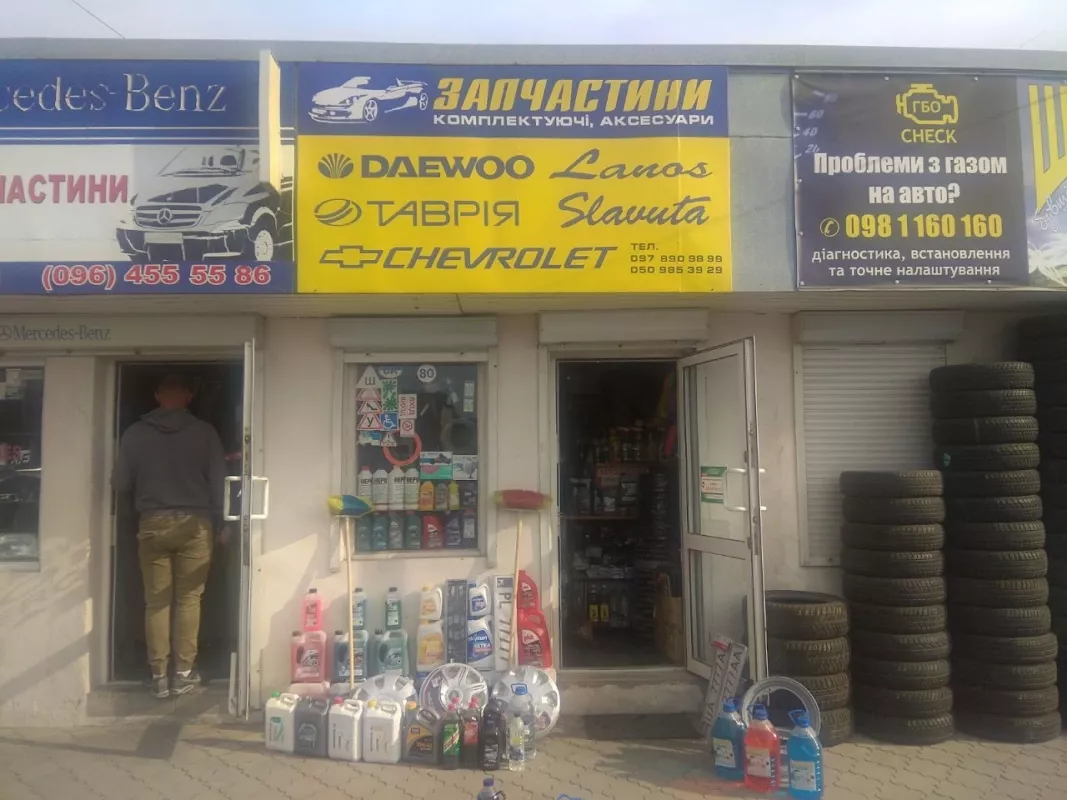 cedes-Benz
ЧАСТИНИ
(096) 455 55 86
Mercedes-Benz
ЗАПЧАСТИНИ
КОМПЛЕКТУЮЧІ, АКСЕСУАРИ
DAEWOO Lanos
ТАВРІЯ Slavuta
CHEVROLET
ТЕЛ.
097 890 98 99
050 985 39 29
ГБО
CHECK
Проблеми з газом
на авто?
098 1 160 160
діагностика, встановлення
та точне налаштування
Ш
80
У